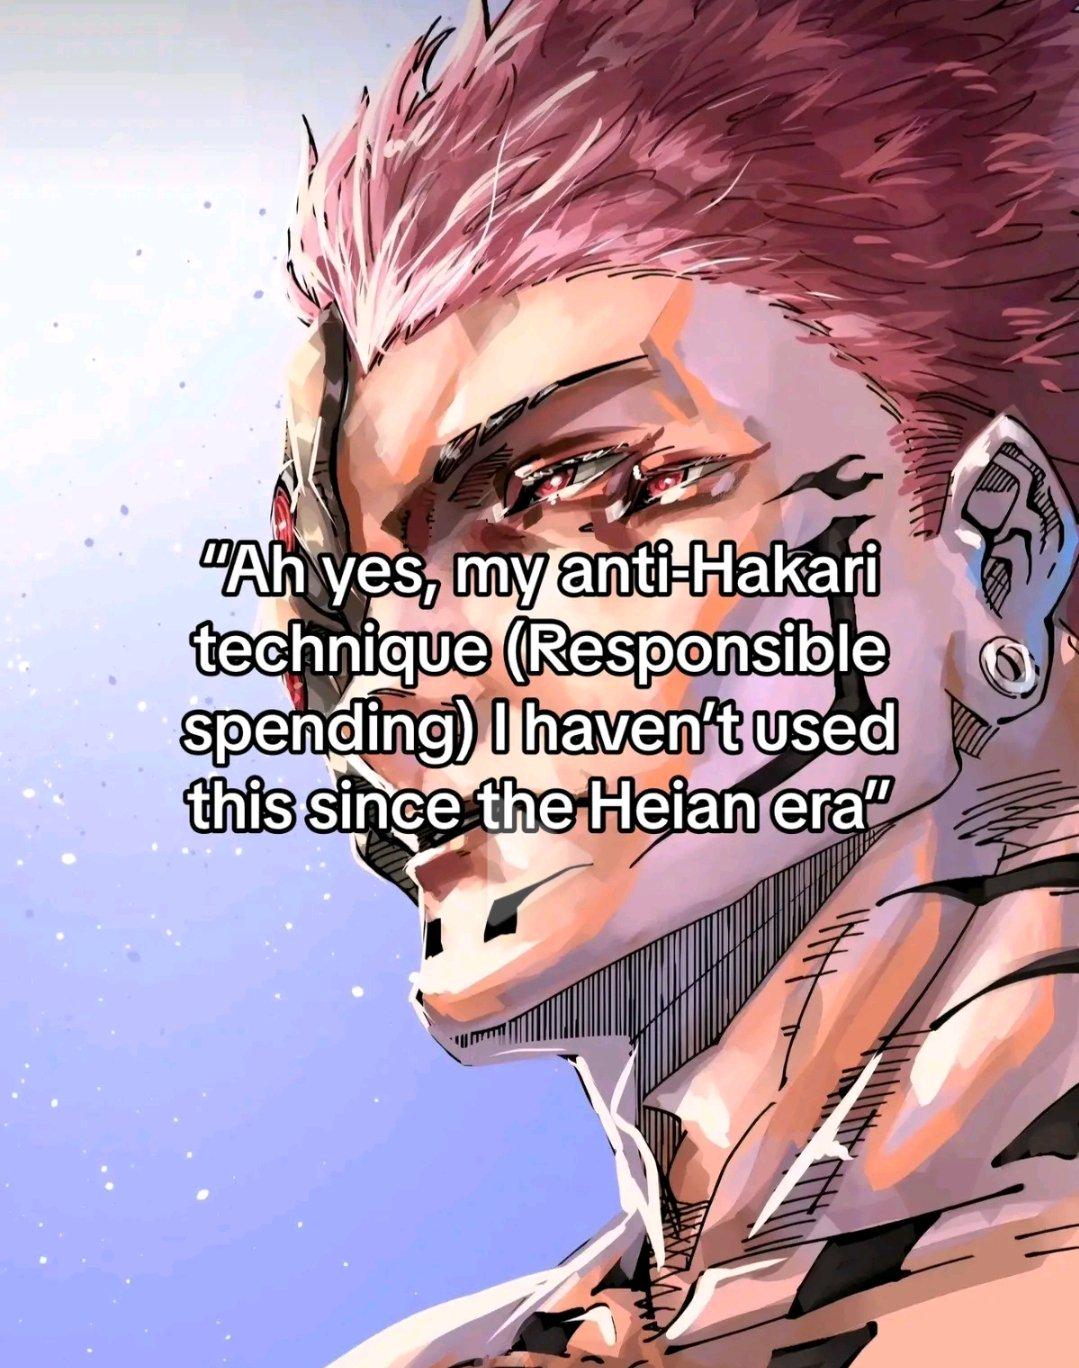 “Ah yes, my anti-Hakari
technique (Responsible
spending) I haven’t used
this since the Heian era”